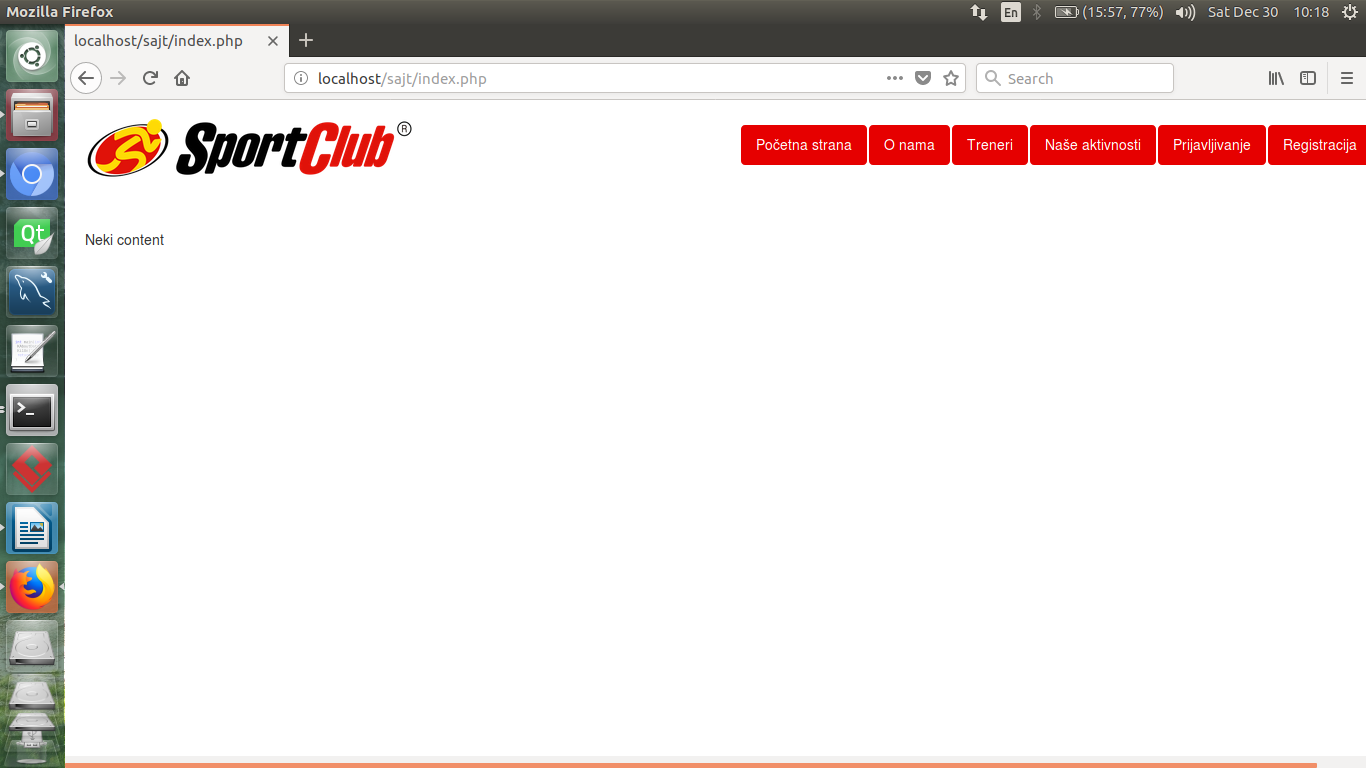 Mozilla Firefox
En
(15:57, 77%)
Sat Dec 30 10:18
localhost/sajt/index.php
localhost/sajt/index.php
Search
SportClub ®
Početna strana
O nama
Treneri
Naše aktivnosti
Prijavljivanje
Registracija
Neki content
Qt
>_